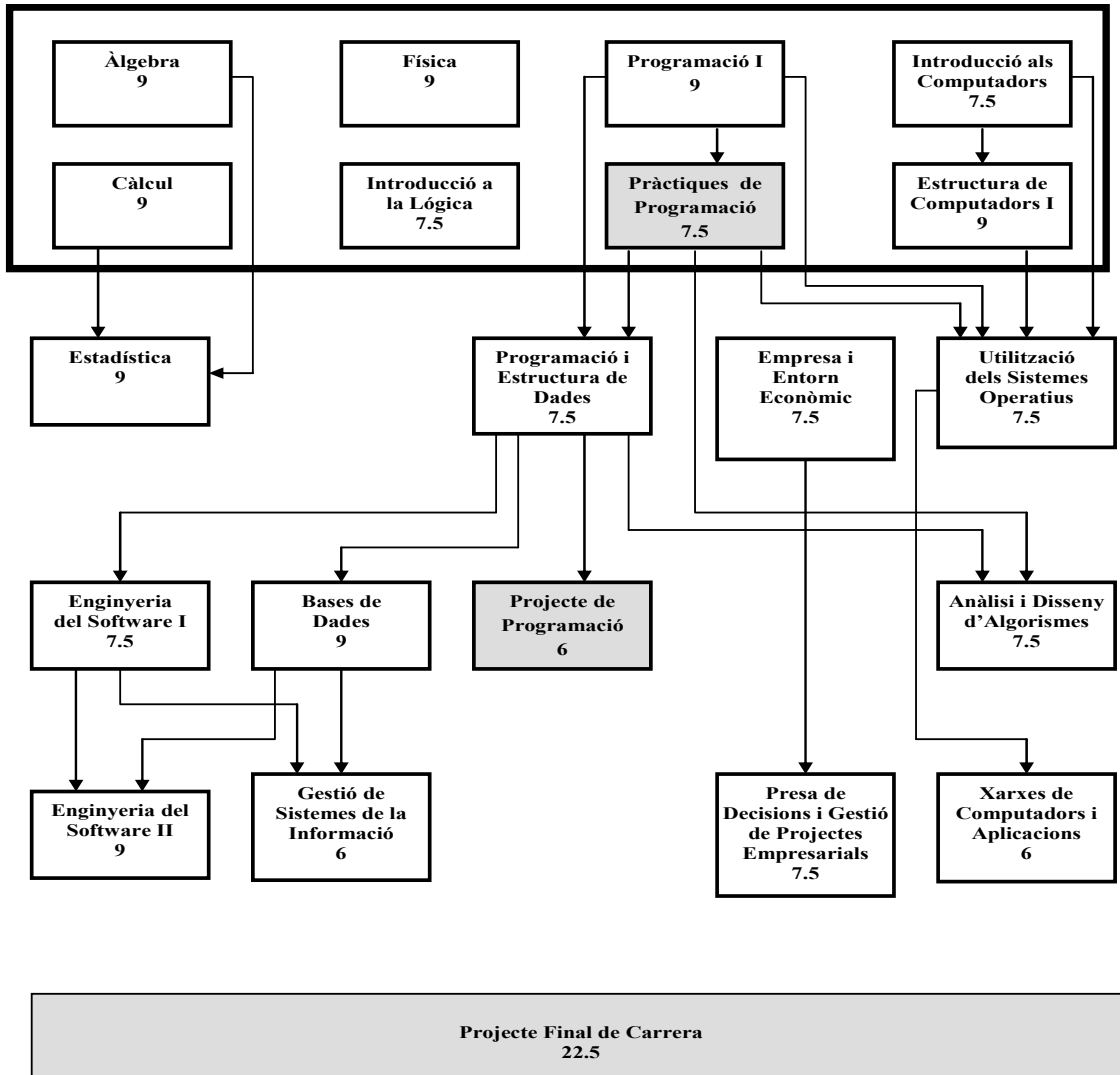 Àlgebra
9
Física
9
Programació I
9
Introducció als
Computadors
7.5
Càlcul
9
Introducció a
la Lógica
7.5
Pràctiques de
Programació
7.5
Estructura de
Computadors I
9
Estadística
9
Programació i
Estructura de
Dades
7.5
Empresa i
Entorn
Econòmic
7.5
Utilització
dels Sistemes
Operatius
7.5
Enginyeria
del Software I
7.5
Bases de
Dades
9
Projecte de
Programació
6
Anàlisi i Disseny
d’Algorismes
7.5
Enginyeria del
Software II
9
Gestió de
Sistemes de la
Informació
6
Presa de
Decisions i Gestió
de Projectes
Empresarials
7.5
Xarxes de
Computadors i
Aplicacions
6
Projecte Final de Carrera
22.5